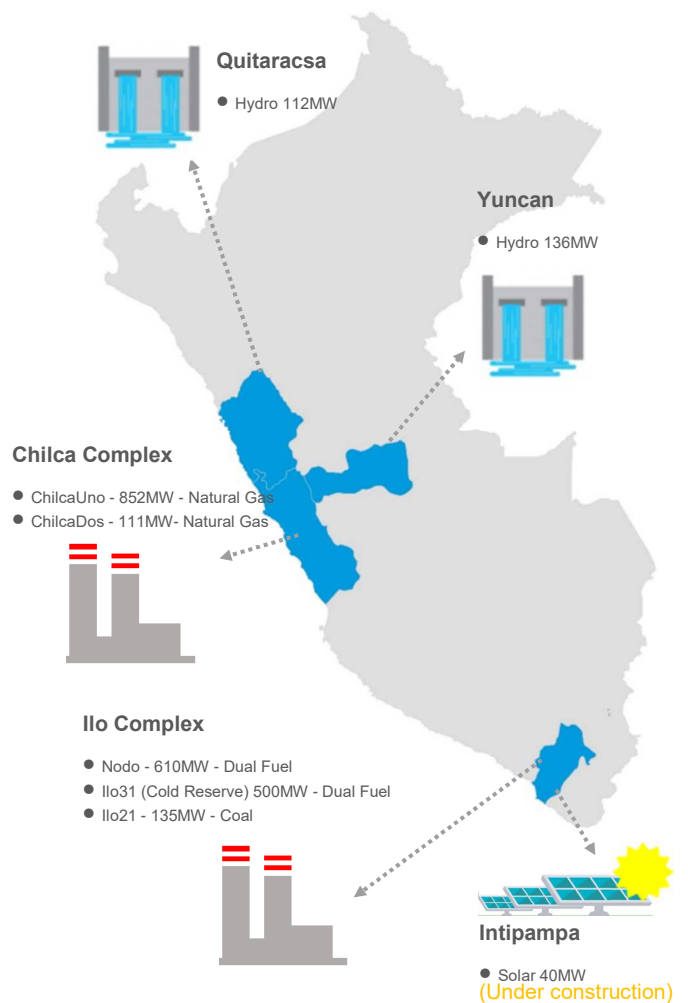 Quitaracsa
● Hydro 112MW
Yuncan
● Hydro 136MW
Chilca Complex
● ChilcaUno - 852MW - Natural Gas
● ChilcaDos - 111MW- Natural Gas
Ilo Complex
● Nodo - 610MW - Dual Fuel
● Ilo31 (Cold Reserve) 500MW - Dual Fuel
● Ilo21 - 135MW - Coal
Intipampa
● Solar 40MW
(Under construction)